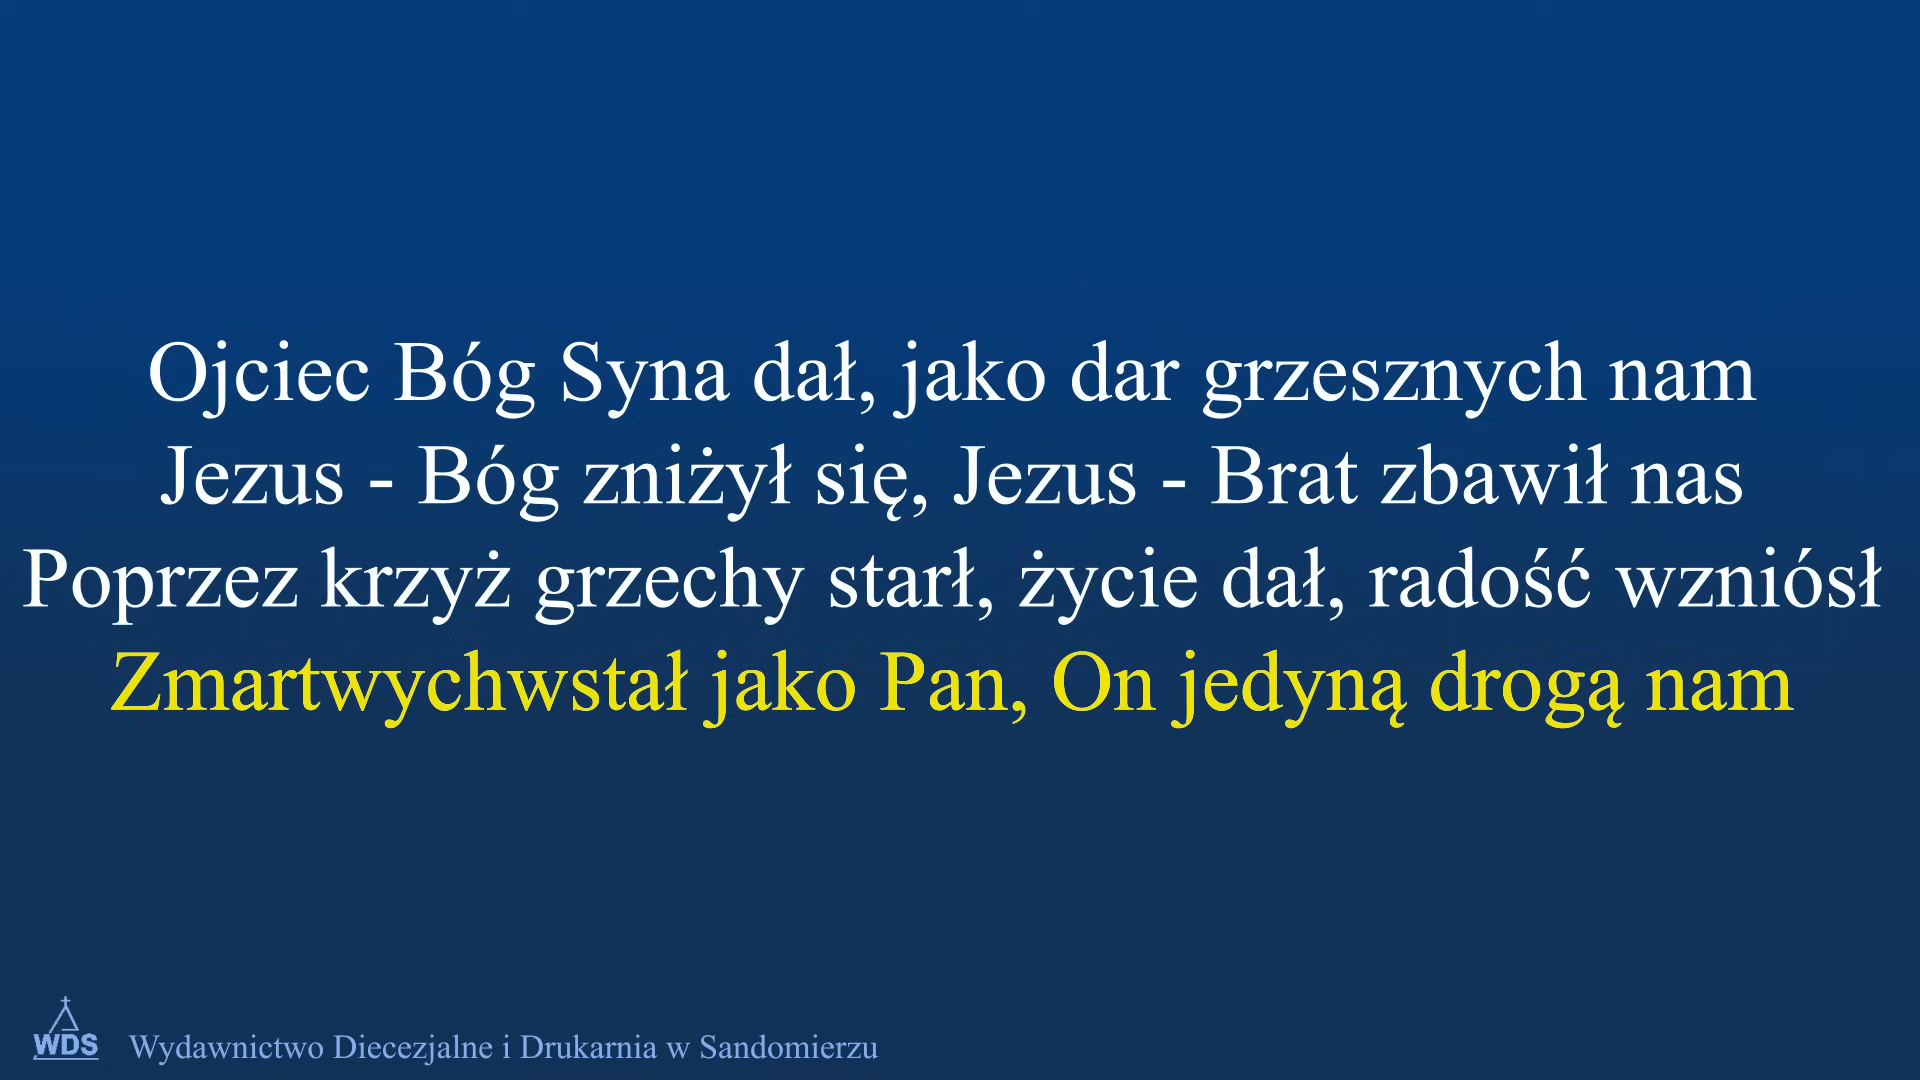 Ojciec Bóg Syna dał, jako dar grzesznych nam
Jezus - Bóg zniżył się, Jezus - Brat zbawił nas
Poprzez krzyż grzechy starł, życie dał, radość wzniósł
Zmartwychwstał jako Pan, On jedyną drogą nam
WDS Wydawnictwo Diecezjalne i Drukarnia w Sandomierzu